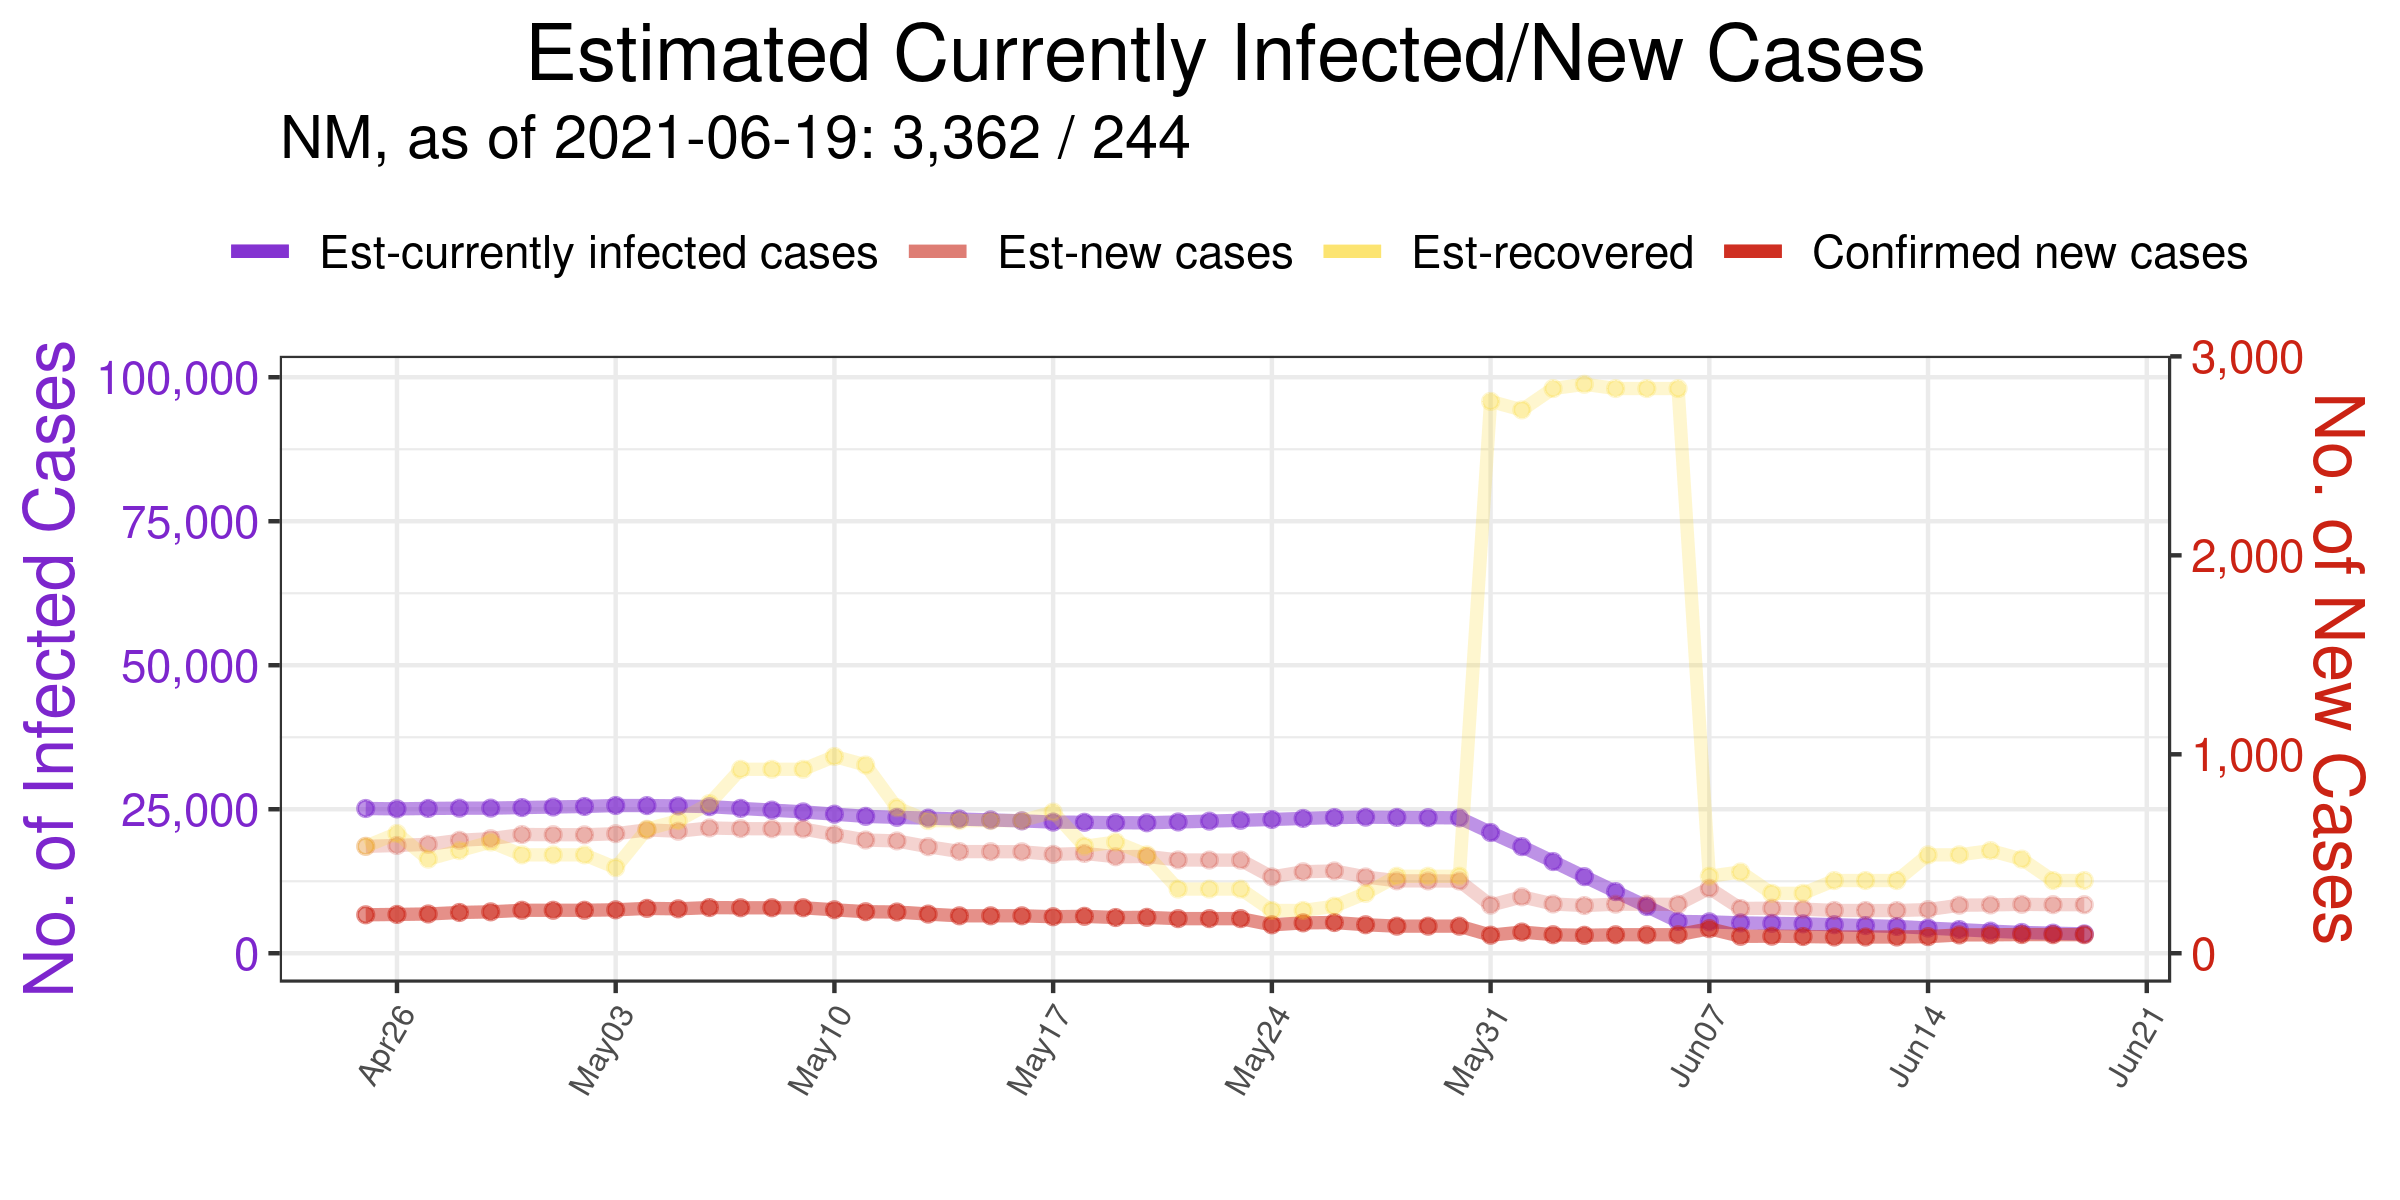 Estimated Currently Infected/New Cases
NM, as of 2021-06-19: 3,362 / 244
Est-currently infected cases Est-new cases Est-recovered Confirmed new cases
No. of Infected Cases
100,000
75,000
50,000
25,000
0
3,000
2,000
1,000
0
No. of New Cases
Apr26 May03 May10 May17 May24 May31 Jun07 Jun14 Jun21